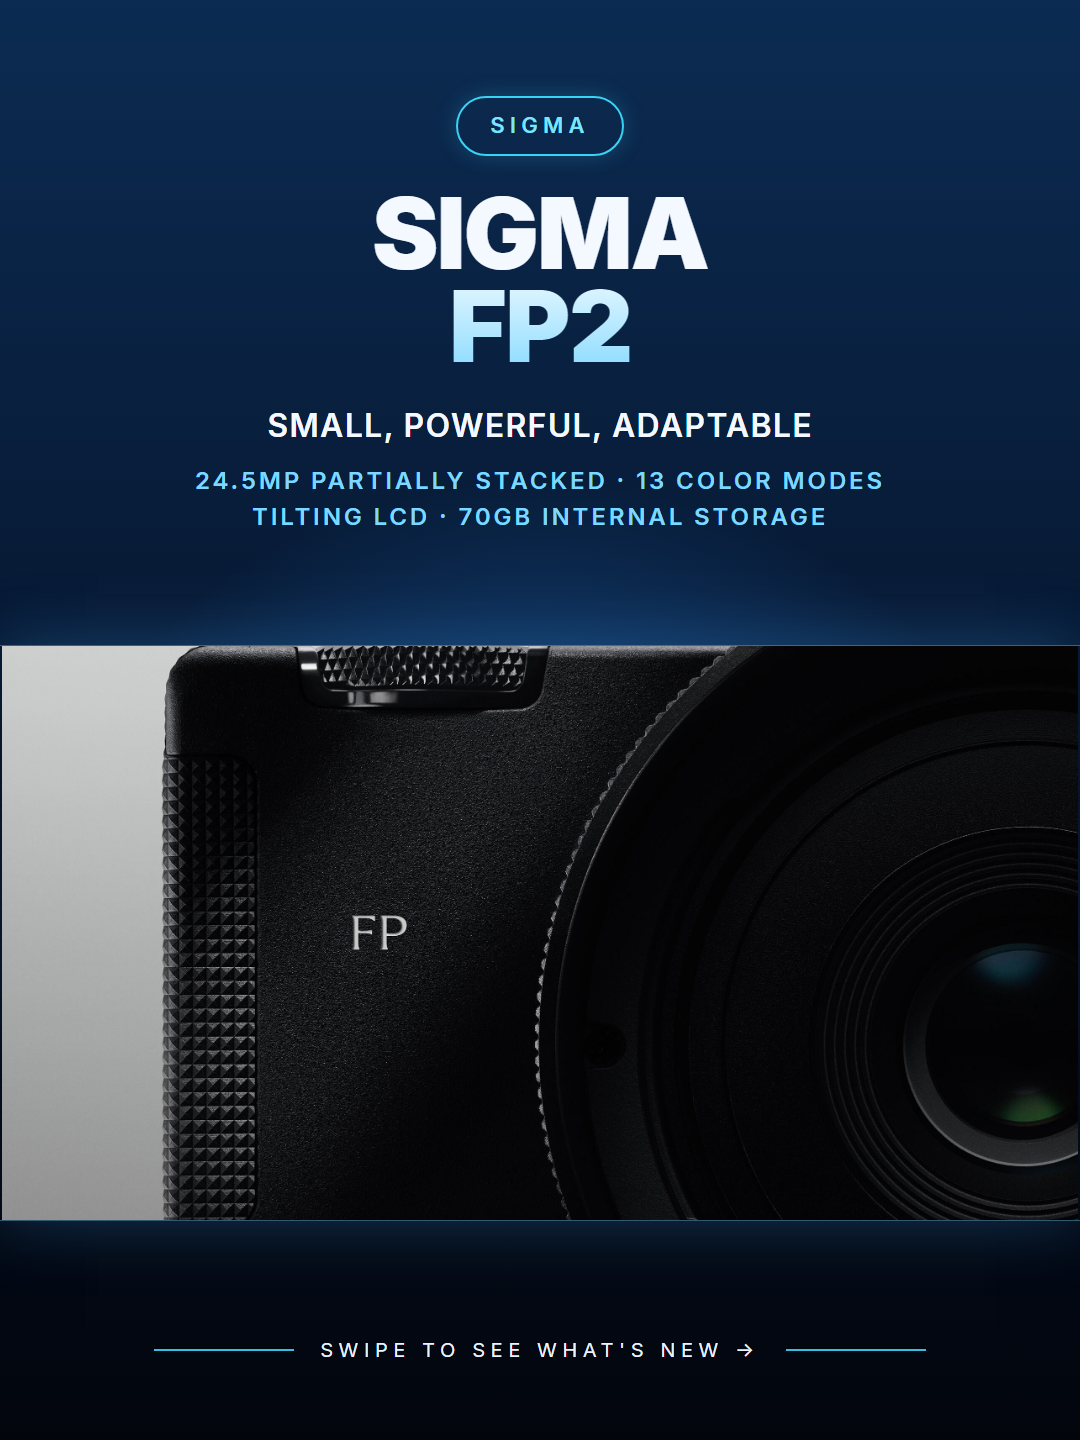 SIGMA
SIGMA
FP2
SMALL, POWERFUL, ADAPTABLE
24.5MP PARTIALLY STACKED · 13 COLOR MODES
TILTING LCD · 70GB INTERNAL STORAGE
FP
SWIPE TO SEE WHAT'S NEW →